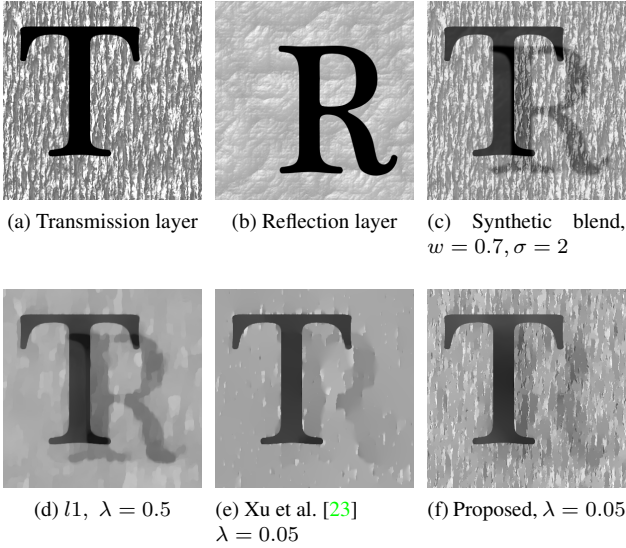 T
R
TR
(a) Transmission layer
(b) Reflection layer
(c) Synthetic blend,
w = 0.7, σ = 2
T R
T R
T R
(d) l1, λ = 0.5
(e) Xu et al. [23]
λ = 0.05
(f) Proposed, λ = 0.05